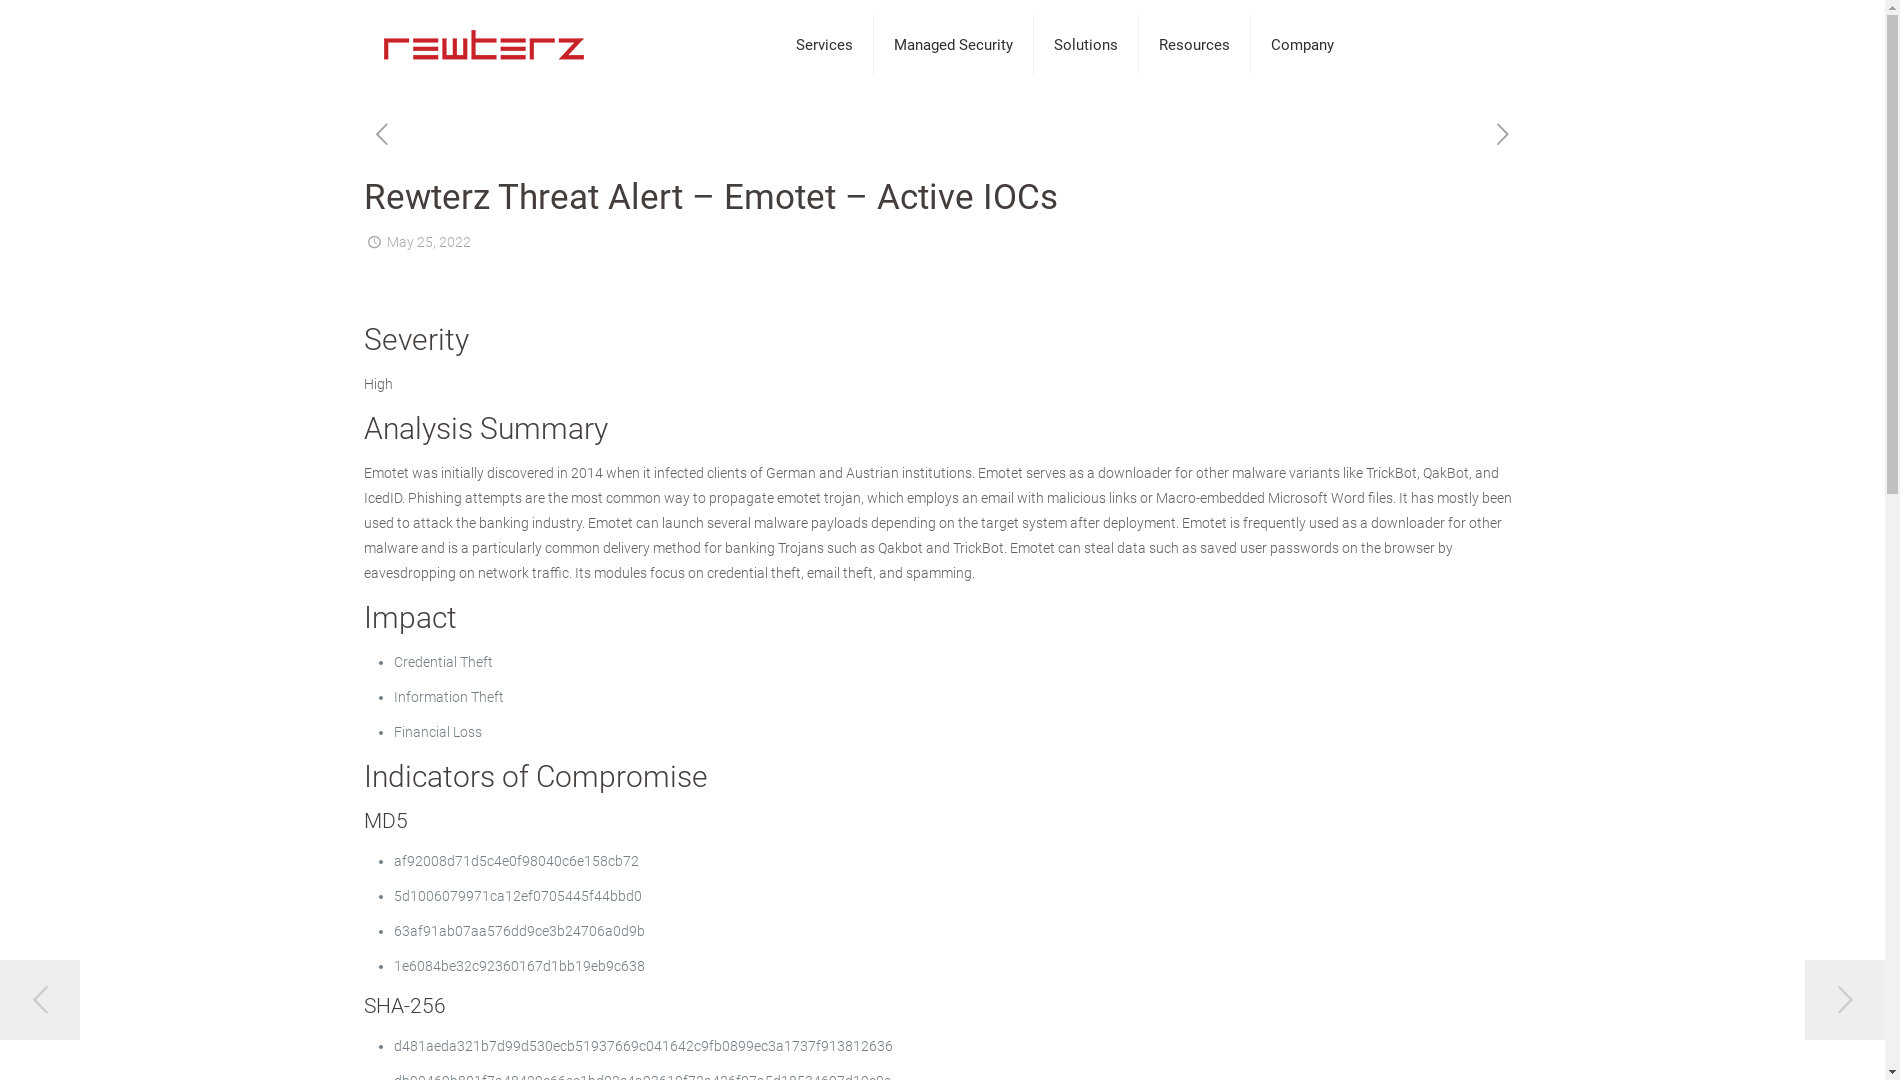 rewterz
Services
Managed Security
Solutions
Resources
Company
Rewterz Threat Alert – Emotet – Active IOCs
May 25, 2022
Severity
High
Analysis Summary
Emotet was initially discovered in 2014 when it infected clients of German and Austrian institutions. Emotet serves as a downloader for other malware variants like TrickBot, QakBot, and
IcedID. Phishing attempts are the most common way to propagate emotet trojan, which employs an email with malicious links or Macro-embedded Microsoft Word files. It has mostly been
used to attack the banking industry. Emotet can launch several malware payloads depending on the target system after deployment. Emotet is frequently used as a downloader for other
malware and is a particularly common delivery method for banking Trojans such as Qakbot and TrickBot. Emotet can steal data such as saved user passwords on the browser by
eavesdropping on network traffic. Its modules focus on credential theft, email theft, and spamming.
Impact
Credential Theft
Information Theft
Financial Loss
Indicators of Compromise
MD5
af92008d71d5c4e0f98040c6e158cb72
5d1006079971ca12ef0705445f44bbd0
63af91ab07aa576dd9ce3b24706a0d9b
1e6084be32c92360167d1bb19eb9c638
SHA-256
d481aeda321b7d99d530ecb51937669c041642c9fb0899ec3a1737f913812636